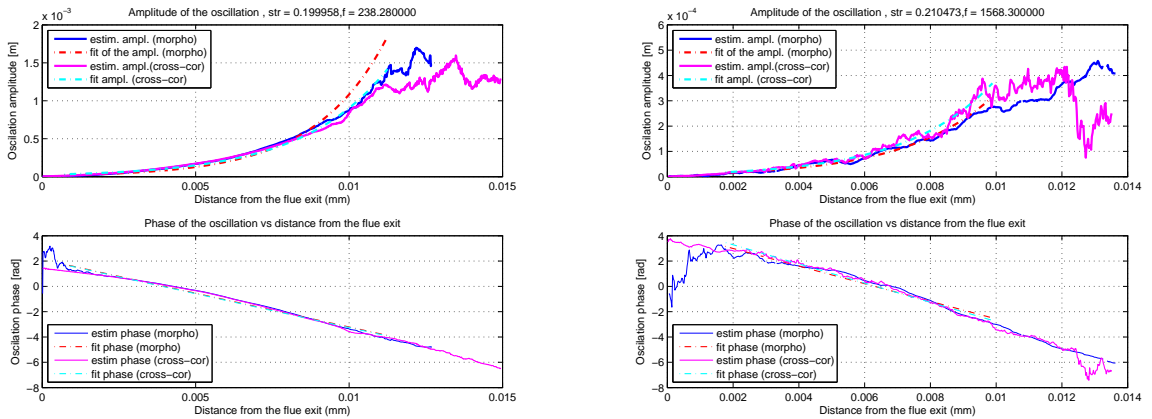 Amplitude of the oscillation , str = 0.199958,f = 238.280000
x 10⁻³
2
1.5
1
0.5
0
Oscilation amplitude [m]
estim. ampl. (morpho)
fit of the ampl. (morpho)
estim. ampl.(cross−cor)
fit ampl. (cross−cor)
0 0.005 0.01 0.015
Distance from the flue exit (mm)
Phase of the oscillation vs distance from the flue exit
4
2
0
−2
−4
−6
−8
Oscilation phase [rad]
estim phase (morpho)
fit phase (morpho)
estim phase (cross−cor)
fit phase (cross−cor)
0 0.005 0.01 0.015
Distance from the flue exit (mm)
Amplitude of the oscillation , str = 0.210473,f = 1568.300000
x 10⁻⁴
6
5
4
3
2
1
0
Oscilation amplitude [m]
estim. ampl. (morpho)
fit of the ampl. (morpho)
estim. ampl.(cross−cor)
fit ampl. (cross−cor)
0 0.002 0.004 0.006 0.008 0.01 0.012 0.014
Distance from the flue exit (mm)
Phase of the oscillation vs distance from the flue exit
4
2
0
−2
−4
−6
−8
Oscilation phase [rad]
estim phase (morpho)
fit phase (morpho)
estim phase (cross−cor)
fit phase (cross−cor)
0 0.002 0.004 0.006 0.008 0.01 0.012 0.014
Distance from the flue exit (mm)